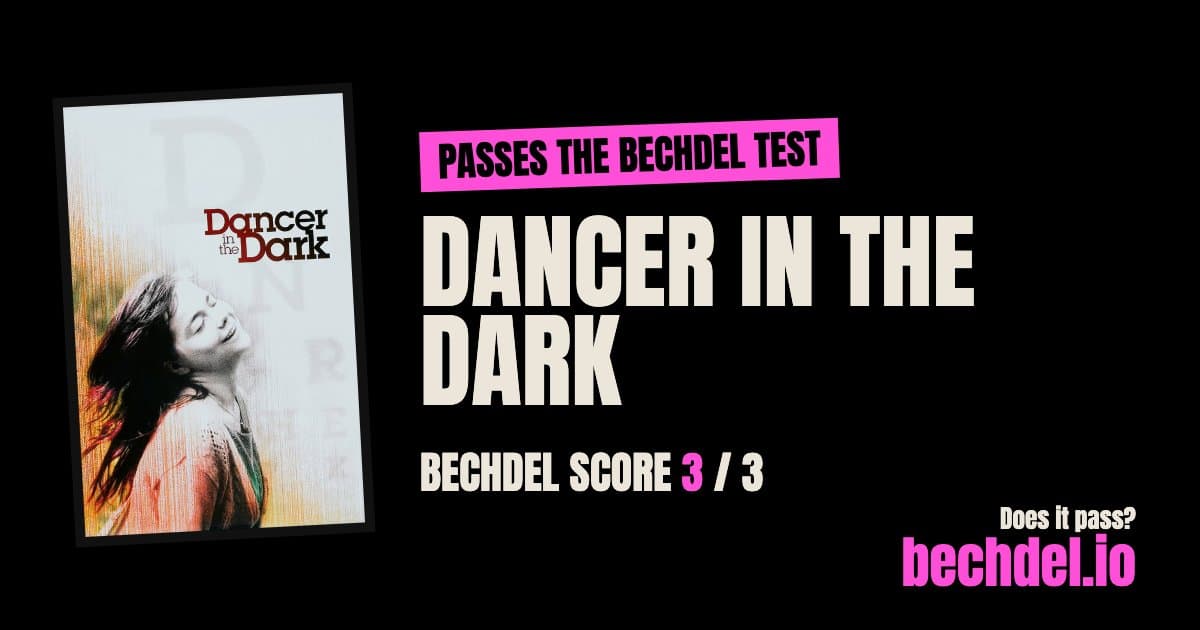 Dancer
in
the
Dark
D
N
R
H E
R
PASSES THE BECHDEL TEST
DANCER IN THE
DARK
BECHDEL SCORE 3 / 3
Does it pass?
bechdel.io